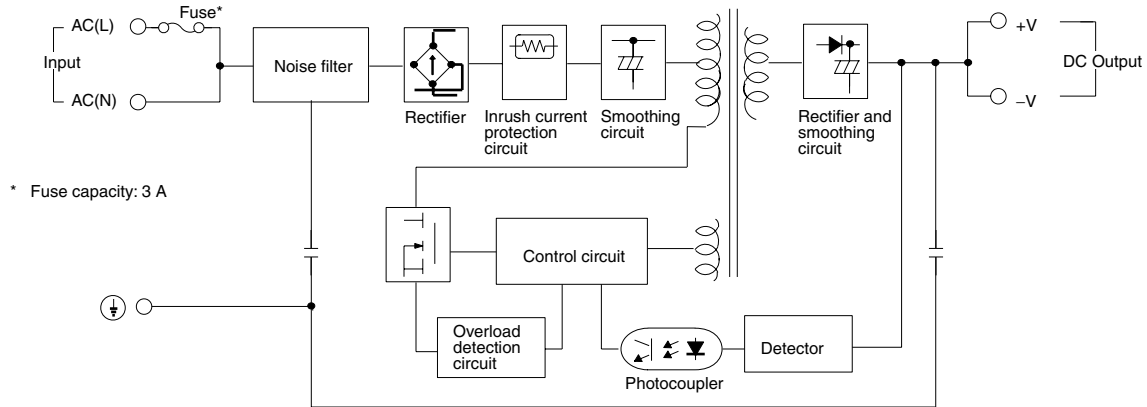 Fuse*
AC(L)
Input
AC(N)
Noise filter
Rectifier
Inrush current
protection
circuit
Smoothing
circuit
Rectifier and
smoothing
circuit
+V
DC Output
–V
* Fuse capacity: 3 A
Control circuit
Overload
detection
circuit
Photocoupler
Detector